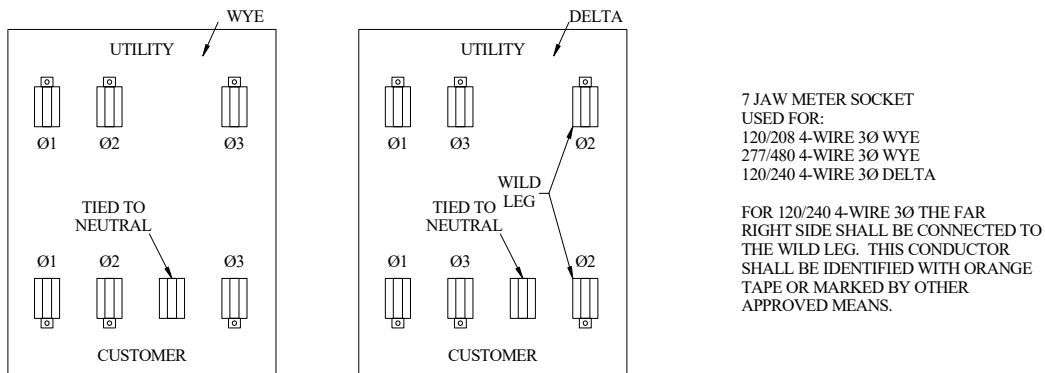 WYE
UTILITY
Ø1 Ø2 Ø3
TIED TO
NEUTRAL
Ø1 Ø2 Ø3
CUSTOMER
DELTA
UTILITY
Ø1 Ø3 Ø2
WILD
LEG
TIED TO
NEUTRAL
Ø1 Ø3 Ø2
CUSTOMER
7 JAW METER SOCKET
USED FOR:
120/208 4-WIRE 3Ø WYE
277/480 4-WIRE 3Ø WYE
120/240 4-WIRE 3Ø DELTA
FOR 120/240 4-WIRE 3Ø THE FAR
RIGHT SIDE SHALL BE CONNECTED TO
THE WILD LEG. THIS CONDUCTOR
SHALL BE IDENTIFIED WITH ORANGE
TAPE OR MARKED BY OTHER
APPROVED MEANS.